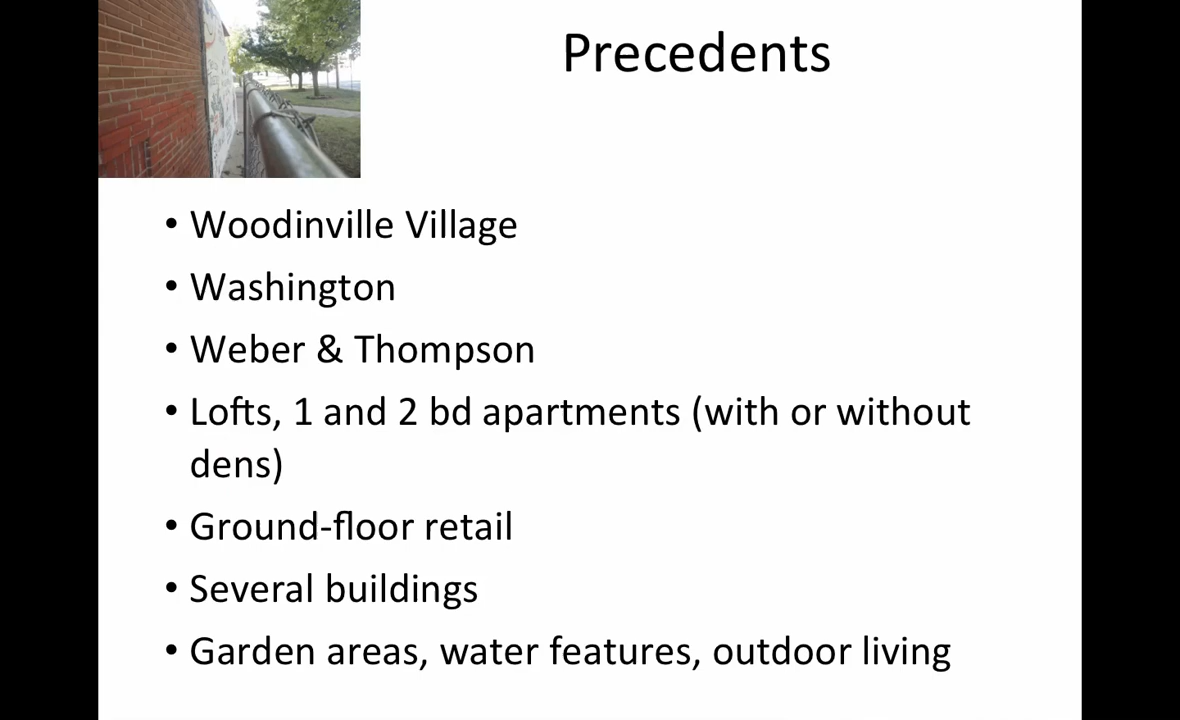 Precedents
• Woodinville Village
• Washington
• Weber & Thompson
• Lofts, 1 and 2 bd apartments (with or without
dens)
• Ground-floor retail
• Several buildings
• Garden areas, water features, outdoor living